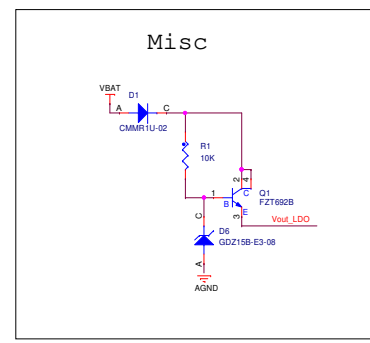 Misc
VBAT
D1
A
C
CMMR1U-02
R1
10K
2
4
1
C
Q1
FZT692B
B
E
3
Vout_LDO
C
D6
GDZ15B-E3-08
A
AGND